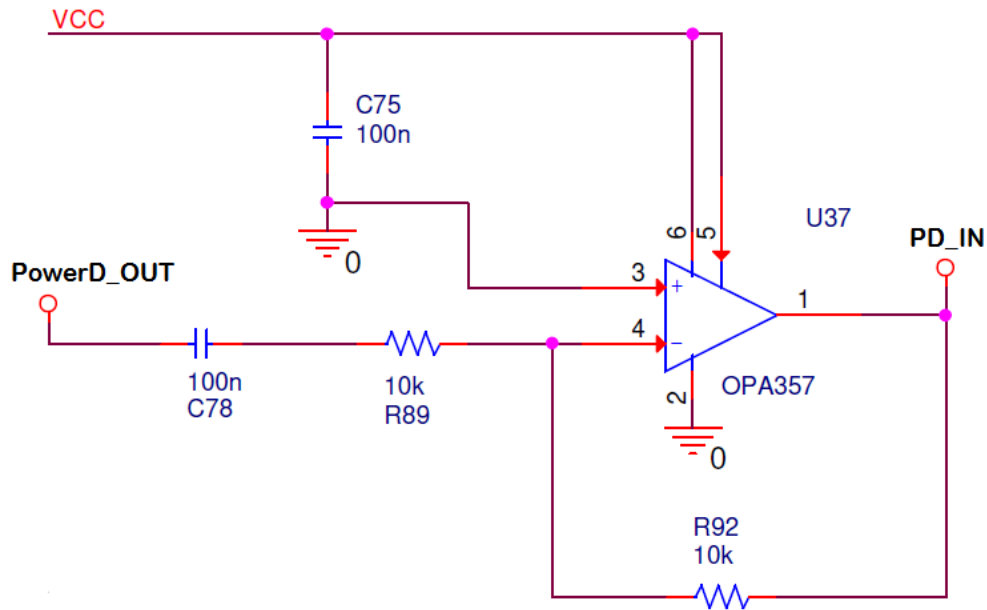 VCC
C75
100n
0
PowerD_OUT
100n
C78
10k
R89
3
+
4
−
6
5
2
0
U37
OPA357
1
PD_IN
R92
10k